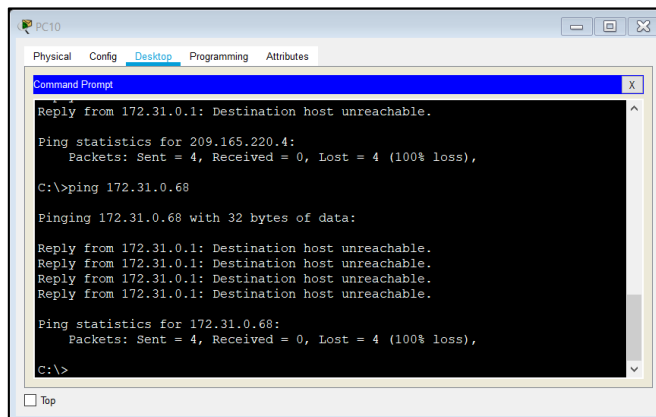 PC10
Physical Config Desktop Programming Attributes
Command Prompt X
Reply from 172.31.0.1: Destination host unreachable.
Ping statistics for 209.165.220.4:
Packets: Sent = 4, Received = 0, Lost = 4 (100% loss),
C:\>ping 172.31.0.68
Pinging 172.31.0.68 with 32 bytes of data:
Reply from 172.31.0.1: Destination host unreachable.
Reply from 172.31.0.1: Destination host unreachable.
Reply from 172.31.0.1: Destination host unreachable.
Reply from 172.31.0.1: Destination host unreachable.
Ping statistics for 172.31.0.68:
Packets: Sent = 4, Received = 0, Lost = 4 (100% loss),
C:\>
Top